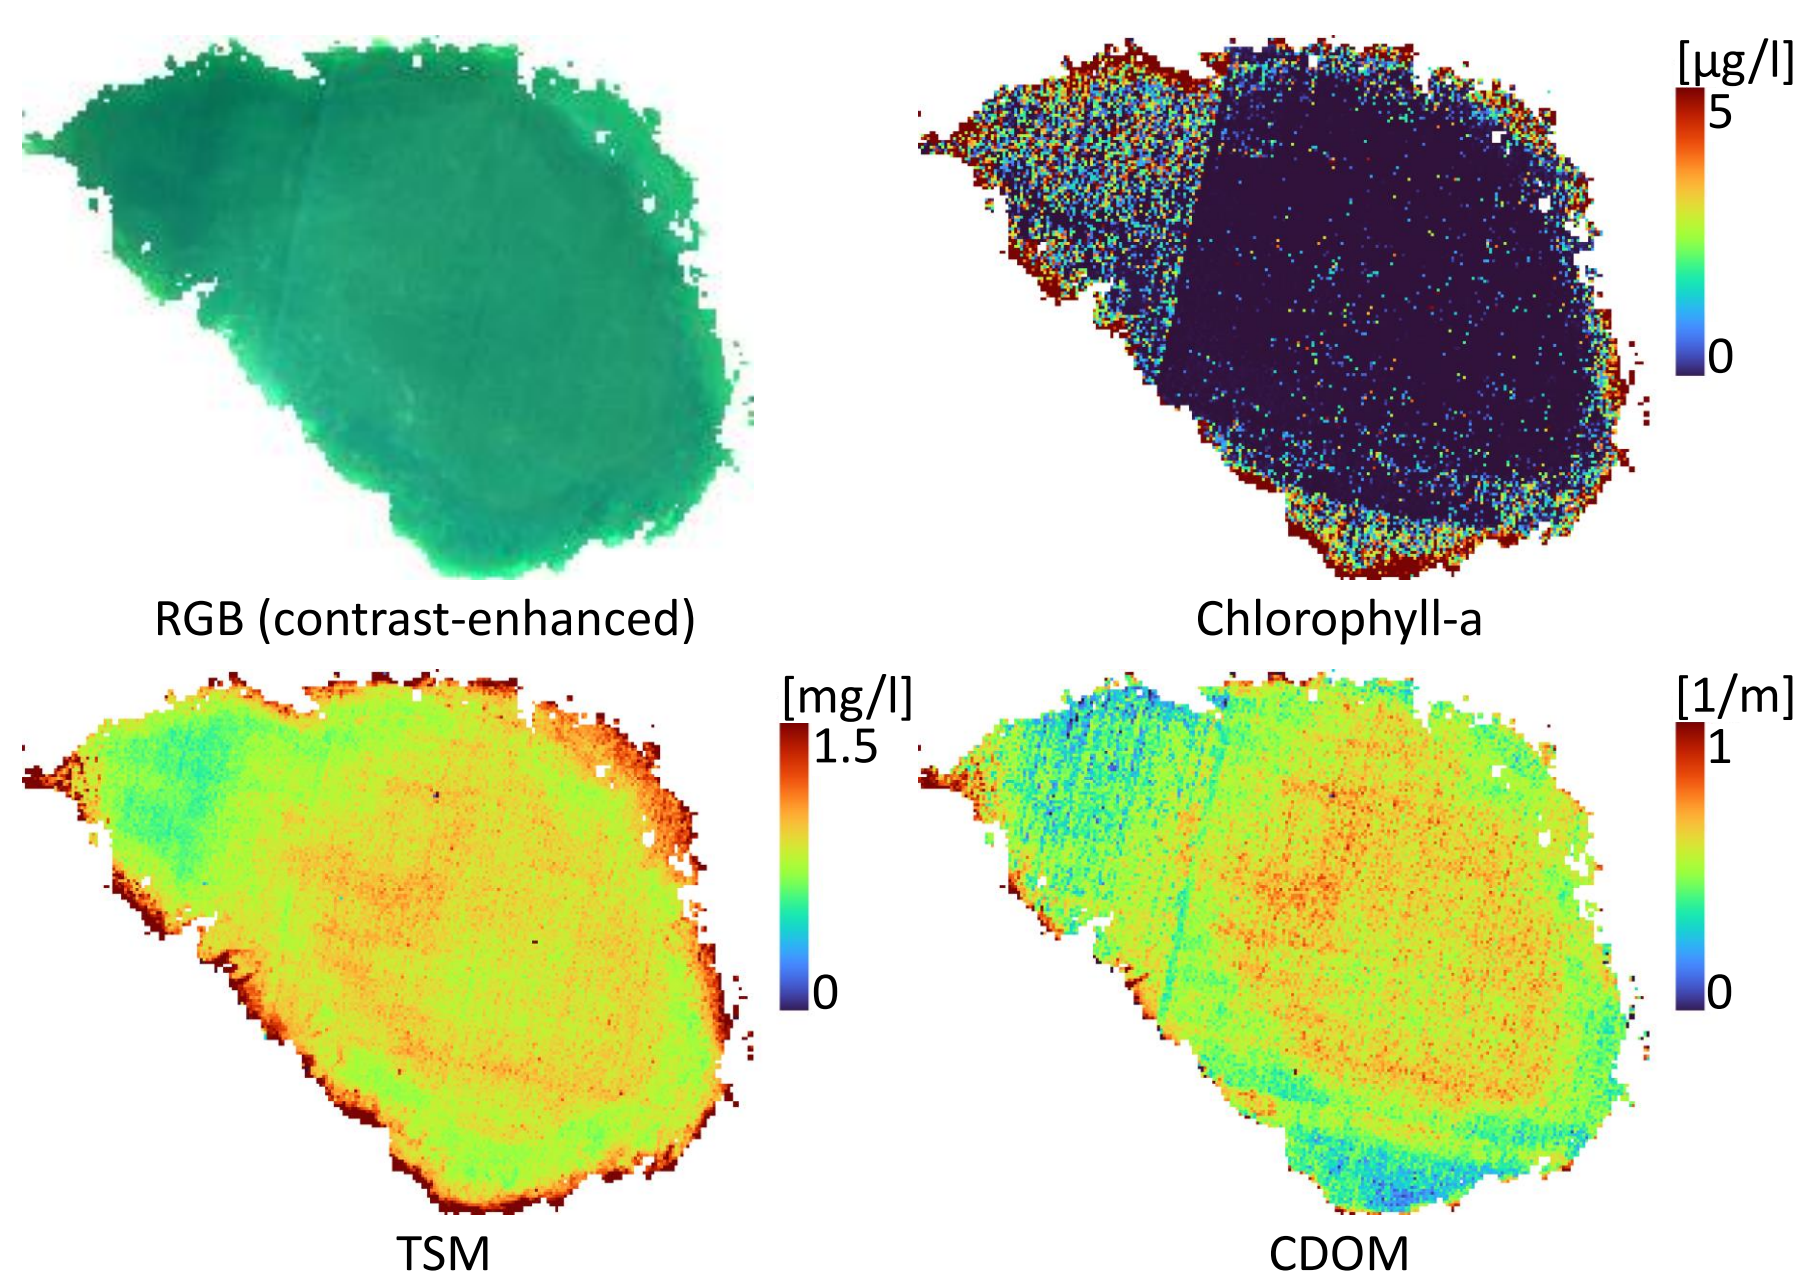 [µg/l]
5
0
RGB (contrast-enhanced)
Chlorophyll-a
[mg/l]
1.5
0
[1/m]
1
0
TSM
CDOM